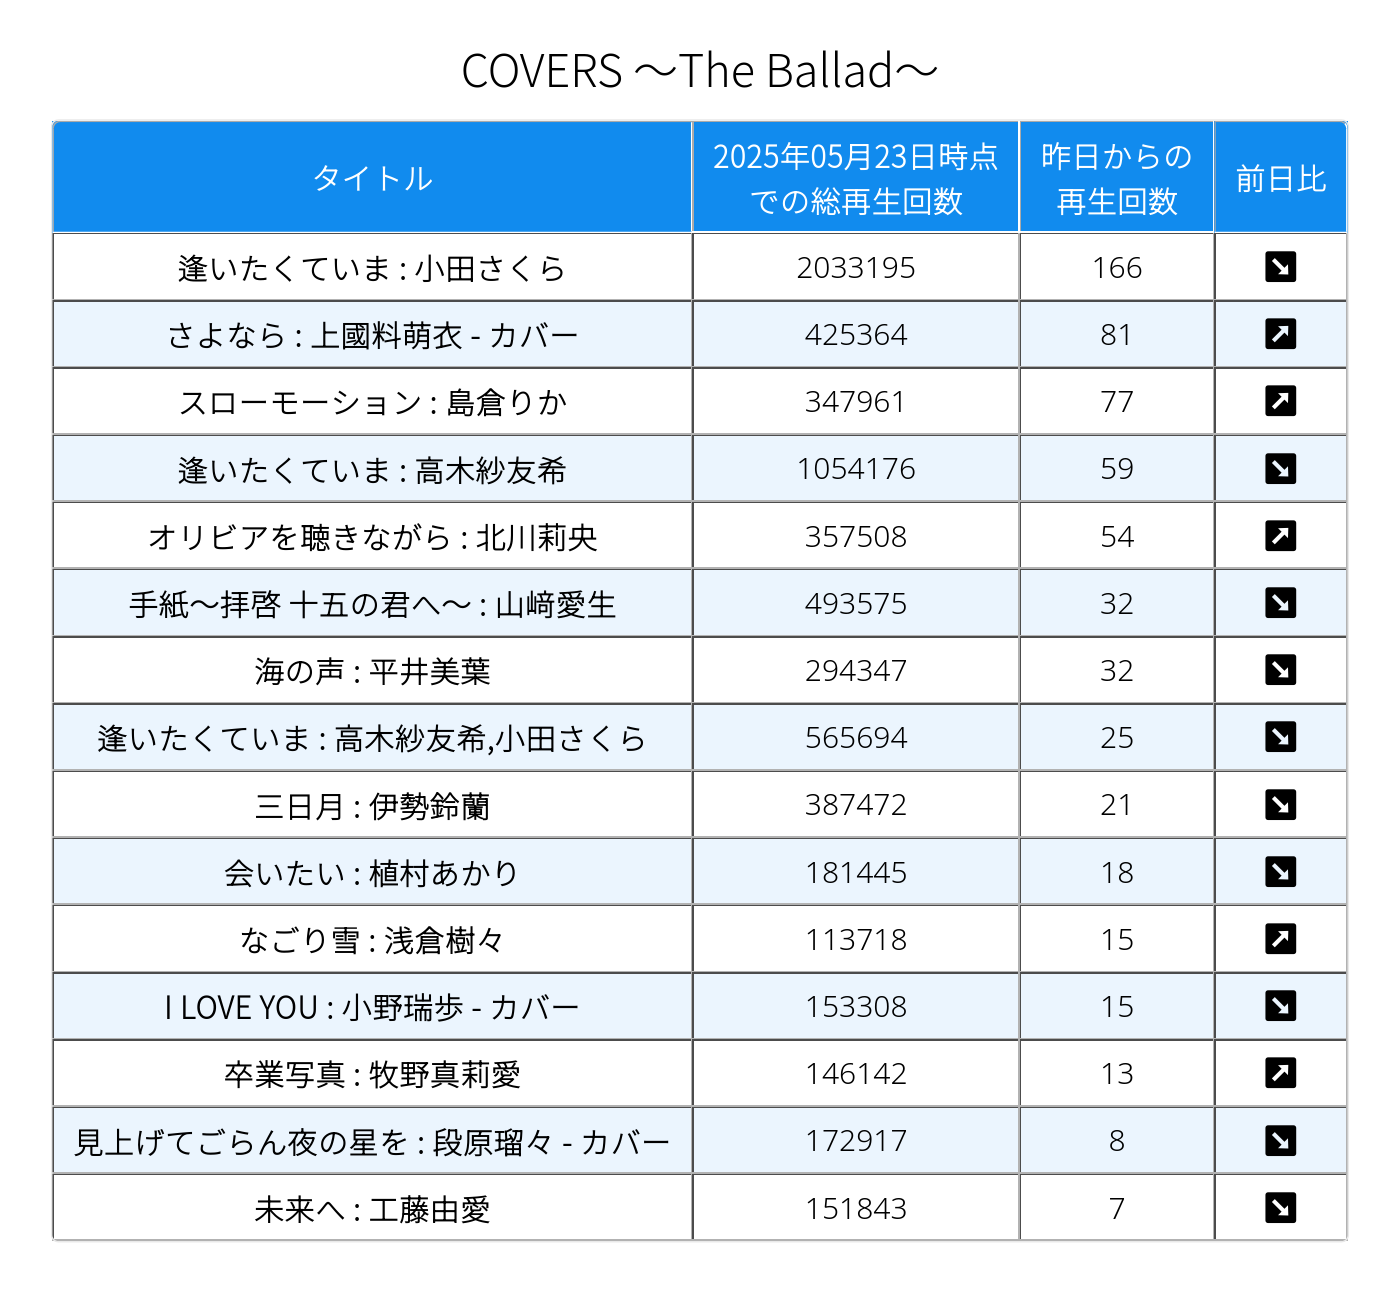 COVERS ～The Ballad～
タイトル 2025年05月23日時点での総再生回数 昨日からの再生回数 前日比
逢いたくていま : 小田さくら 2033195 166 ↘
さよなら : 上國料萌衣 - カバー 425364 81 ↗
スローモーション : 島倉りか 347961 77 ↗
逢いたくていま : 高木紗友希 1054176 59 ↘
オリビアを聴きながら : 北川莉央 357508 54 ↗
手紙～拝啓 十五の君へ～ : 山﨑愛生 493575 32 ↘
海の声 : 平井美葉 294347 32 ↘
逢いたくていま : 高木紗友希,小田さくら 565694 25 ↘
三日月 : 伊勢鈴蘭 387472 21 ↘
会いたい : 植村あかり 181445 18 ↘
なごり雪 : 浅倉樹々 113718 15 ↗
I LOVE YOU : 小野瑞歩 - カバー 153308 15 ↘
卒業写真 : 牧野真莉愛 146142 13 ↗
見上げてごらん夜の星を : 段原瑠々 - カバー 172917 8 ↘
未来へ : 工藤由愛 151843 7 ↘